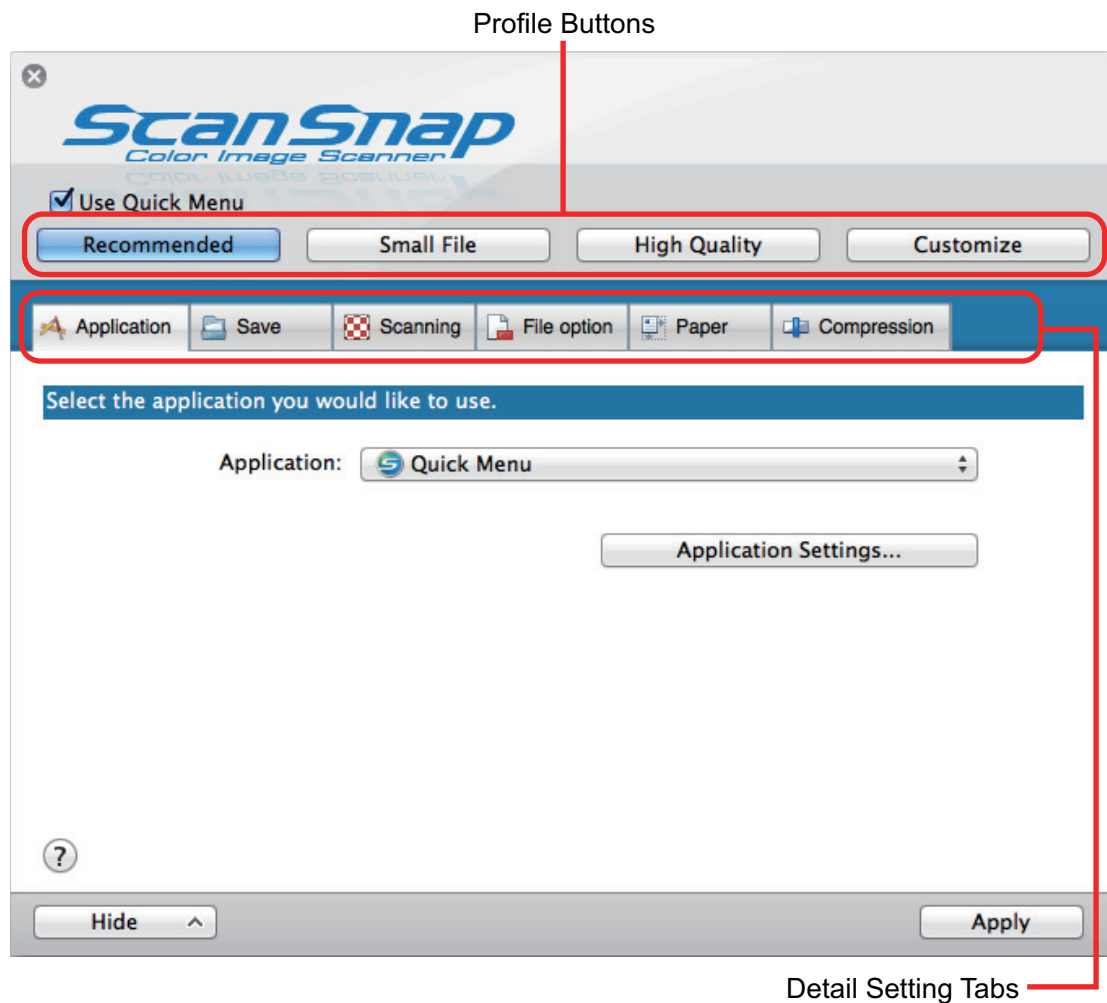 Profile Buttons
ScanSnap
Color Image Scanner
Use Quick Menu
Recommended Small File High Quality Customize
Application Save Scanning File option Paper Compression
Select the application you would like to use.
Application: Quick Menu
Application Settings...
?
Hide Apply
Detail Setting Tabs